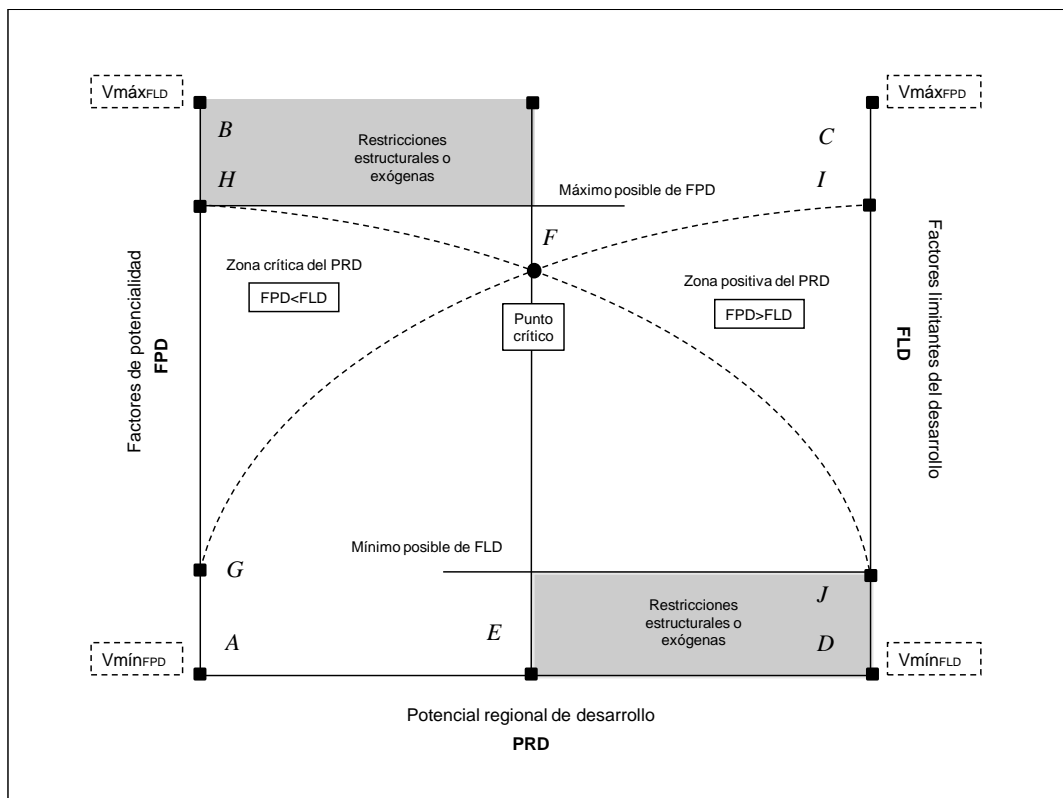 VmáxFLD
VmáxFPD
B
Restricciones
estructurales o
exógenas
C
H
Máximo posible de FPD
I
F
Zona crítica del PRD
FPD<FLD
Zona positiva del PRD
FPD>FLD
Punto
crítico
Factores de potencialidad
FPD
Factores limitantes del desarrollo
FLD
Mínimo posible de FLD
G
J
Restricciones
estructurales o
exógenas
A
E
D
VmínFPD
VmínFLD
Potencial regional de desarrollo
PRD